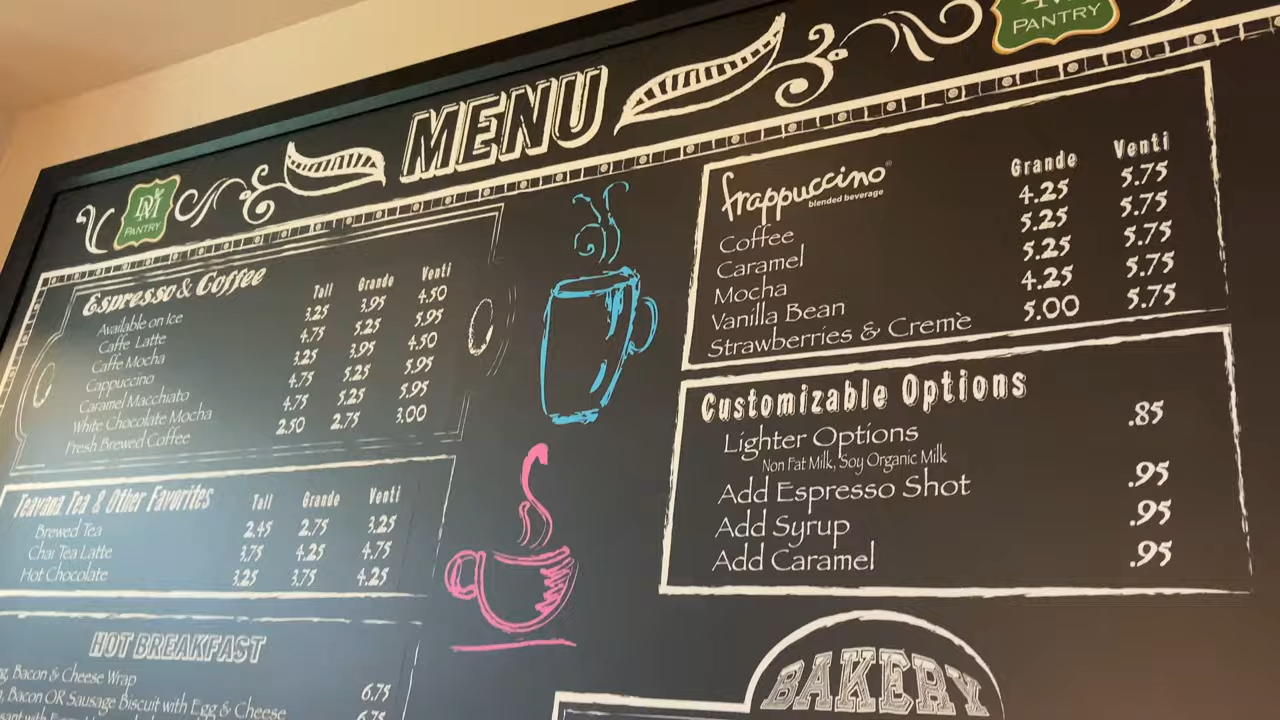 MENU
DM
PANTRY
PANTRY
Espresso & Coffee Tall Grande Venti
Available on Ice
Caffe Latte 3.25 3.95 4.50
Caffe Mocha 4.75 5.25 5.95
Cappuccino 3.25 3.95 4.50
Caramel Macchiato 4.75 5.25 5.95
White Chocolate Mocha 4.75 5.25 5.95
Fresh Brewed Coffee 2.50 2.75 3.00
Teavana Tea & Other Favorites Tall Grande Venti
Brewed Tea 2.45 2.75 3.25
Chai Tea Latte 3.75 4.25 4.75
Hot Chocolate 3.25 3.75 4.25
HOT BREAKFAST
Bacon & Cheese Wrap 6.75
Bacon OR Sausage Biscuit with Egg & Cheese 6.75
frappuccino® Grande Venti
blended beverage
Coffee 4.25 5.75
Caramel 5.25 5.75
Mocha 5.25 5.75
Vanilla Bean 4.25 5.75
Strawberries & Cremè 5.00 5.75
Customizable Options
Lighter Options .85
Non Fat Milk, Soy Organic Milk
Add Espresso Shot .95
Add Syrup .95
Add Caramel .95
BAKERY